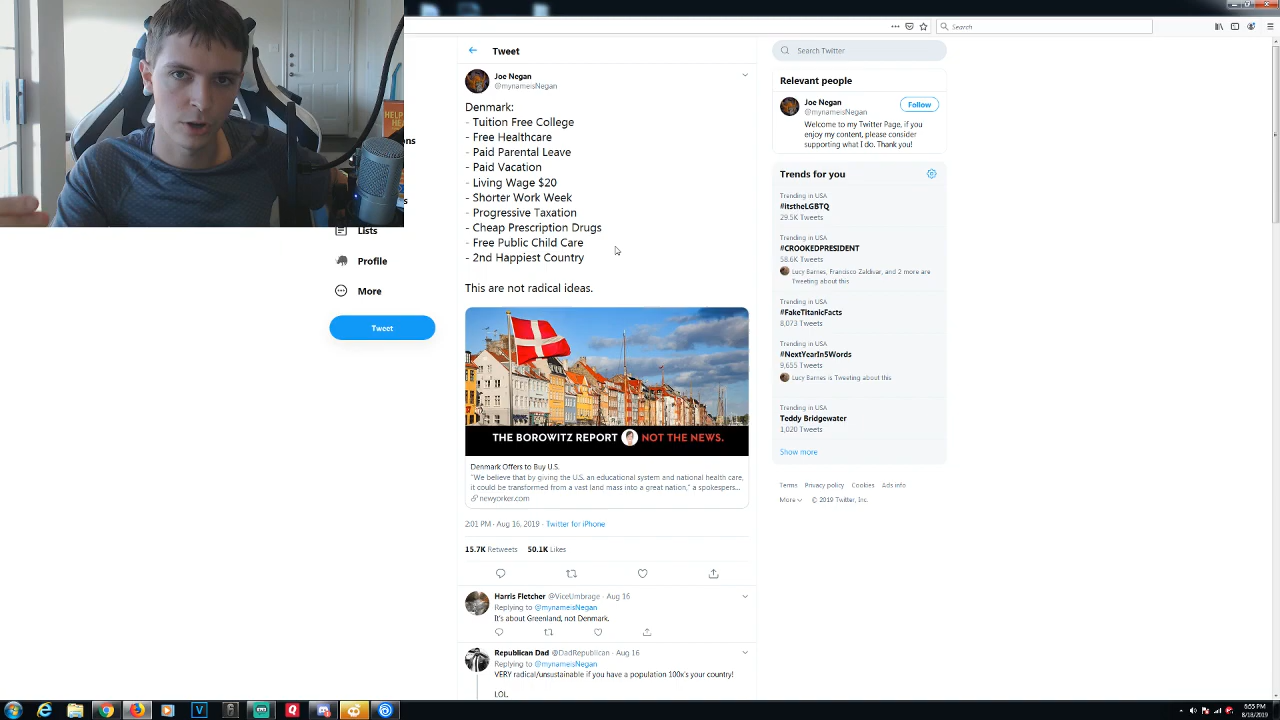 Search
Tweet
Search Twitter
Joe Negan
@mynameisNegan
Denmark:
- Tuition Free College
- Free Healthcare
- Paid Parental Leave
- Paid Vacation
- Living Wage $20
- Shorter Work Week
- Progressive Taxation
- Cheap Prescription Drugs
- Free Public Child Care
- 2nd Happiest Country
This are not radical ideas.
THE BOROWITZ REPORT NOT THE NEWS.
Denmark Offers to Buy U.S.
"We believe that by giving the U.S. an educational system and national health care,
it could be transformed from a vast land mass into a great nation," a spokespers...
newyorker.com
2:01 PM · Aug 16, 2019 · Twitter for iPhone
15.7K Retweets 50.1K Likes
Harris Fletcher @ViceUmbrage · Aug 16
Replying to @mynameisNegan
It's about Greenland, not Denmark.
Republican Dad @DadRepublican · Aug 16
Replying to @mynameisNegan
VERY radical/unsustainable if you have a population 100x's your country!
LOL
Relevant people
Joe Negan
@mynameisNegan
Follow
Welcome to my Twitter Page, if you
enjoy my content, please consider
supporting what I do. Thank you!
Trends for you
Trending in USA
#itstheLGBTQ
29.5K Tweets
Trending in USA
#CROOKEDPRESIDENT
58.6K Tweets
Lucy Barnes, Francisco Zaldivar, and 2 more are
Tweeting about this
Trending in USA
#FakeTitanicFacts
8,073 Tweets
Trending in USA
#NextYearIn5Words
9,655 Tweets
Lucy Barnes is Tweeting about this
Trending in USA
Teddy Bridgewater
1,020 Tweets
Show more
Terms Privacy policy Cookies Ads info
More © 2019 Twitter, Inc.
ons
s
Lists
Profile
More
Tweet
HELP
6:55 PM
8/18/2019